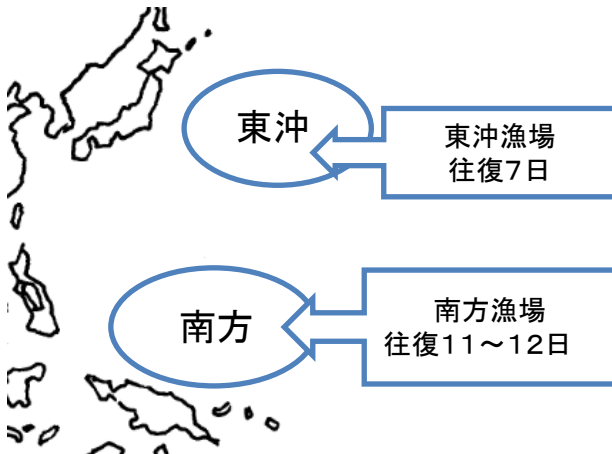 東沖
東沖漁場
往復7日
南方
南方漁場
往復11～12日